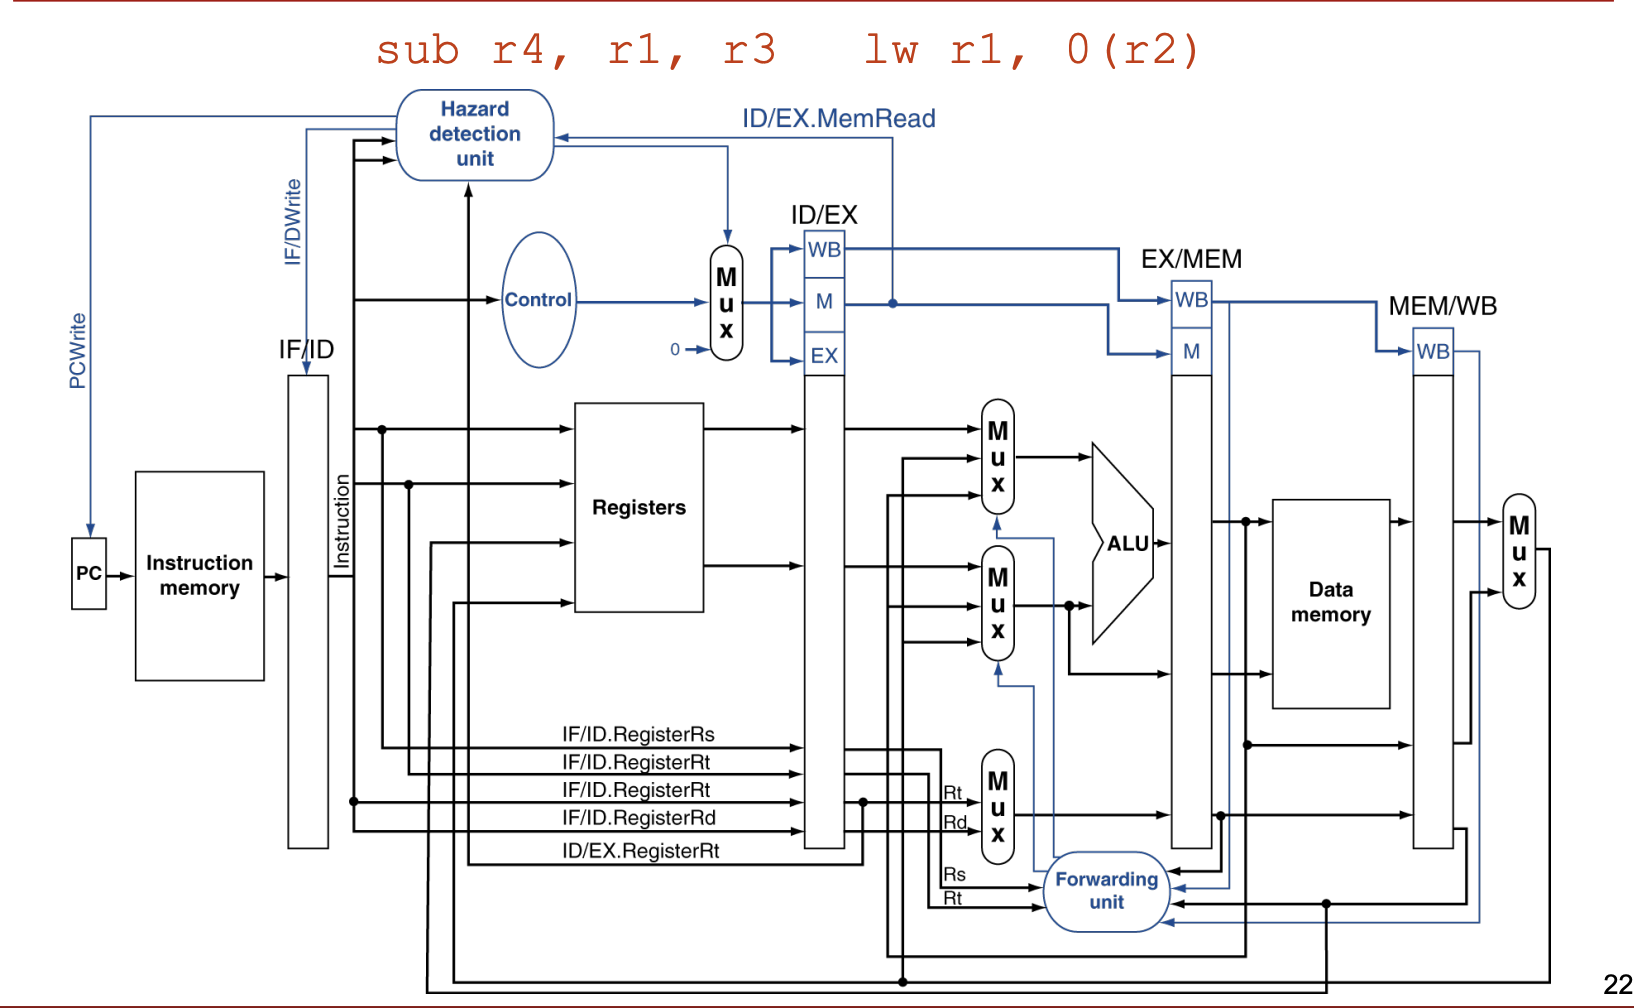 sub r4, r1, r3   lw r1, 0(r2)
Hazard
detection
unit
ID/EX.MemRead
IF/DWrite
PCWrite
ID/EX
WB
M
EX
Control
M
u
x
0
EX/MEM
WB
M
MEM/WB
WB
IF/ID
PC
Instruction
memory
Instruction
Registers
M
u
x
M
u
x
ALU
Data
memory
M
u
x
IF/ID.RegisterRs
IF/ID.RegisterRt
IF/ID.RegisterRt
IF/ID.RegisterRd
ID/EX.RegisterRt
Rt
Rd
M
u
x
Rs
Rt
Forwarding
unit
22